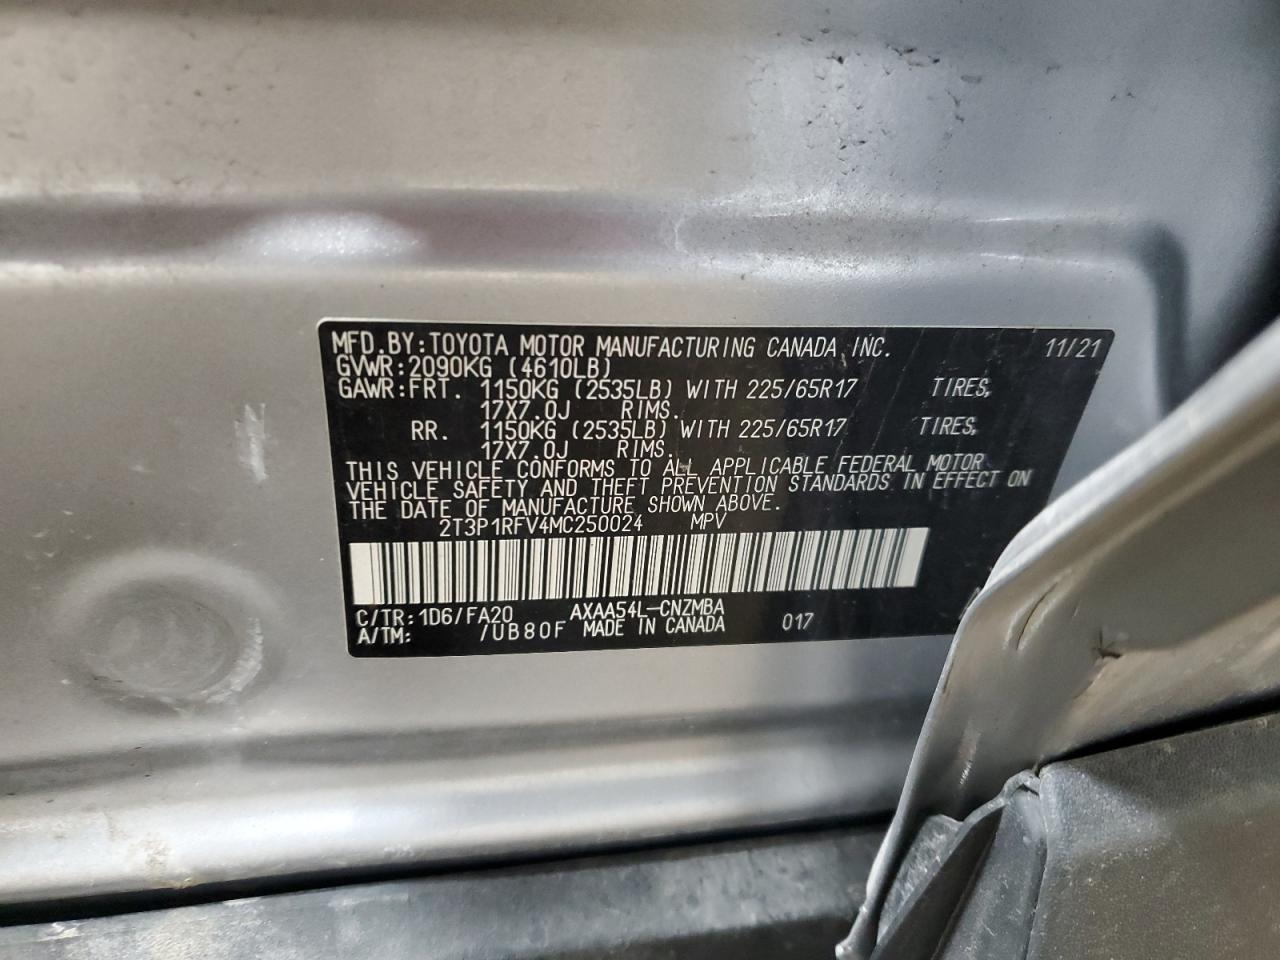 MFD.BY:TOYOTA MOTOR MANUFACTURING CANADA INC. 11/21
GVWR:2090KG (4610LB)
GAWR:FRT. 1150KG (2535LB) WITH 225/65R17 TIRES,
17X7.0J RIMS.
RR. 1150KG (2535LB) WITH 225/65R17 TIRES,
17X7.0J RIMS.
THIS VEHICLE CONFORMS TO ALL APPLICABLE FEDERAL MOTOR
VEHICLE SAFETY AND THEFT PREVENTION STANDARDS IN EFFECT ON
THE DATE OF MANUFACTURE SHOWN ABOVE.
2T3P1RFV4MC250024 MPV
C/TR:1D6/FA20 AXAA54L-CNZMBA
A/TM: /UB80F MADE IN CANADA 017